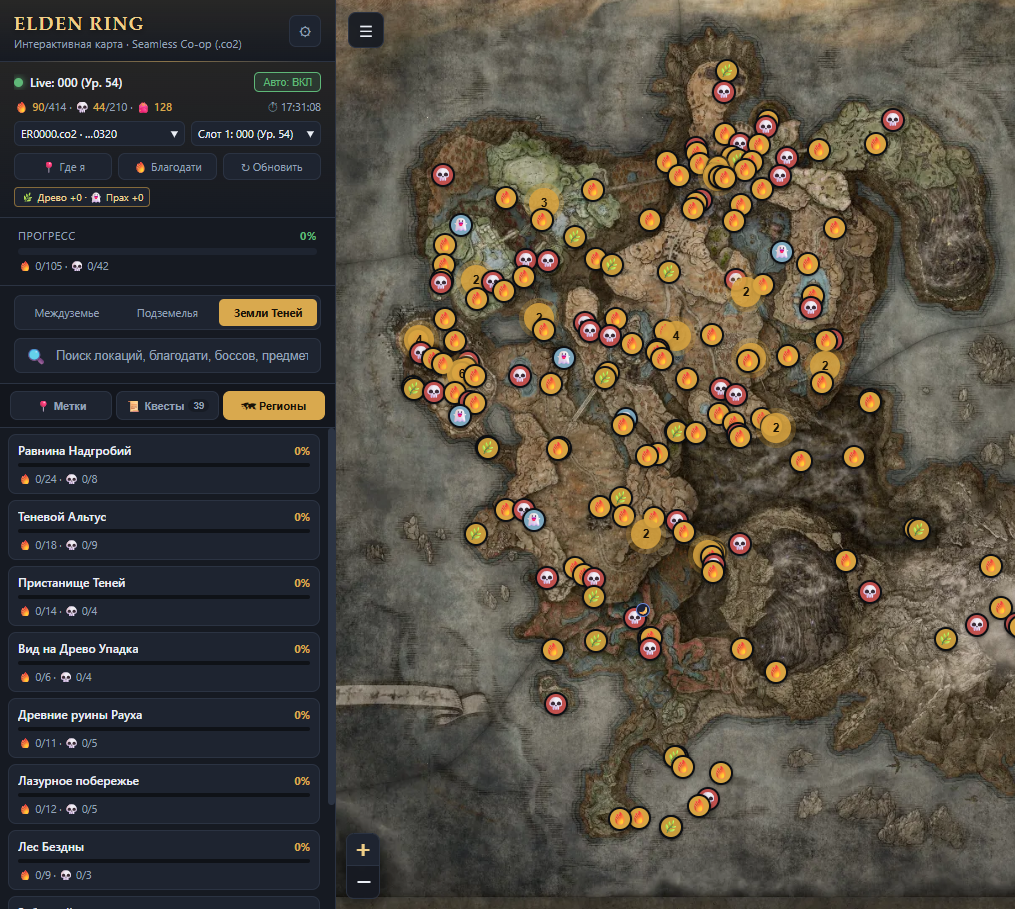 ELDEN RING
Интерактивная карта · Seamless Co-op (.co2)
Live: 000 (Ур. 54)
Авто: ВКЛ
90/414 · 44/210 · 128
17:31:08
ER0000.co2 · ...0320
Слот 1: 000 (Ур. 54)
Где я
Благодати
Обновить
Древо +0 · Прах +0
ПРОГРЕСС
0%
0/105 · 0/42
Междуземье
Подземелья
Земли Теней
Поиск локаций, благодати, боссов, предмет
Метки
Квесты 39
Регионы
Равнина Надгробий
0%
0/24 · 0/8
Теневой Альтус
0%
0/18 · 0/9
Пристанище Теней
0%
0/14 · 0/4
Вид на Древо Упадка
0%
0/6 · 0/4
Древние руины Рауха
0%
0/11 · 0/5
Лазурное побережье
0%
0/12 · 0/5
Лес Бездны
0%
0/9 · 0/3
3
2
2
4
2
2
2
+
−